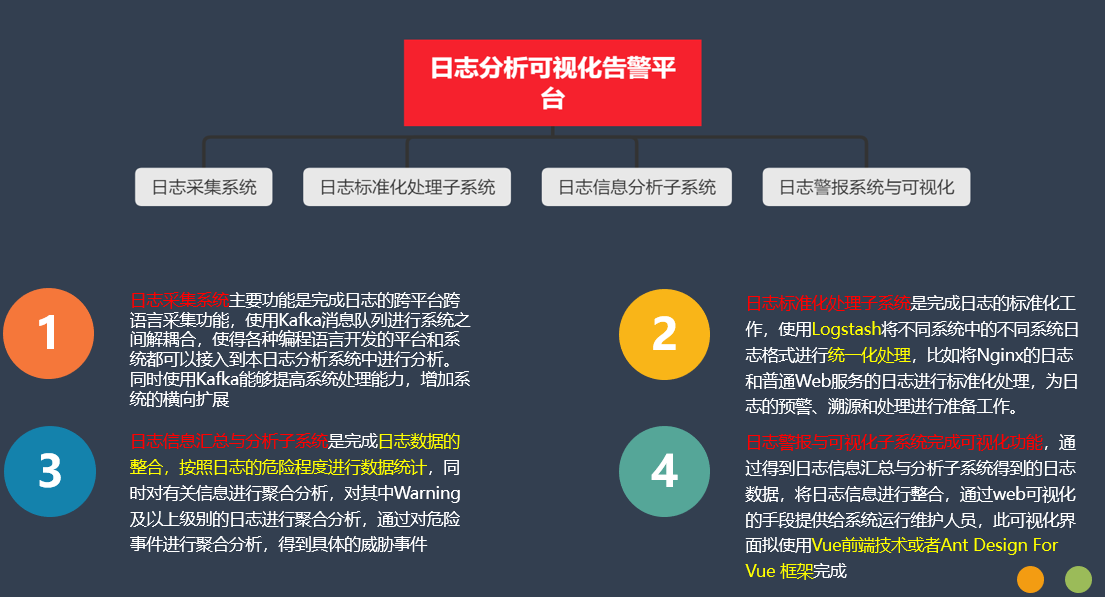 日志分析可视化告警平
台
日志采集系统
日志标准化处理子系统
日志信息分析子系统
日志警报系统与可视化
1
日志采集系统主要功能是完成日志的跨平台跨
语言采集功能，使用Kafka消息队列进行系统之
间解耦合，使得各种编程语言开发的平台和系
统都可以接入到本日志分析系统中进行分析。
同时使用Kafka能够提高系统处理能力，增加系
统的横向扩展
2
日志标准化处理子系统是完成日志的标准化工
作，使用Logstash将不同系统中的不同系统日
志格式进行统一化处理，比如将Nginx的日志
和普通Web服务的日志进行标准化处理，为日
志的预警、溯源和处理进行准备工作。
3
日志信息汇总与分析子系统是完成日志数据的
整合，按照日志的危险程度进行数据统计，同
时对有关信息进行聚合分析，对其中Warning
及以上级别的日志进行聚合分析，通过对危险
事件进行聚合分析，得到具体的威胁事件
4
日志警报与可视化子系统完成可视化功能，通
过得到日志信息汇总与分析子系统得到的日志
数据，将日志信息进行整合，通过web可视化
的手段提供给系统运行维护人员，此可视化界
面拟使用Vue前端技术或者Ant Design For
Vue 框架完成